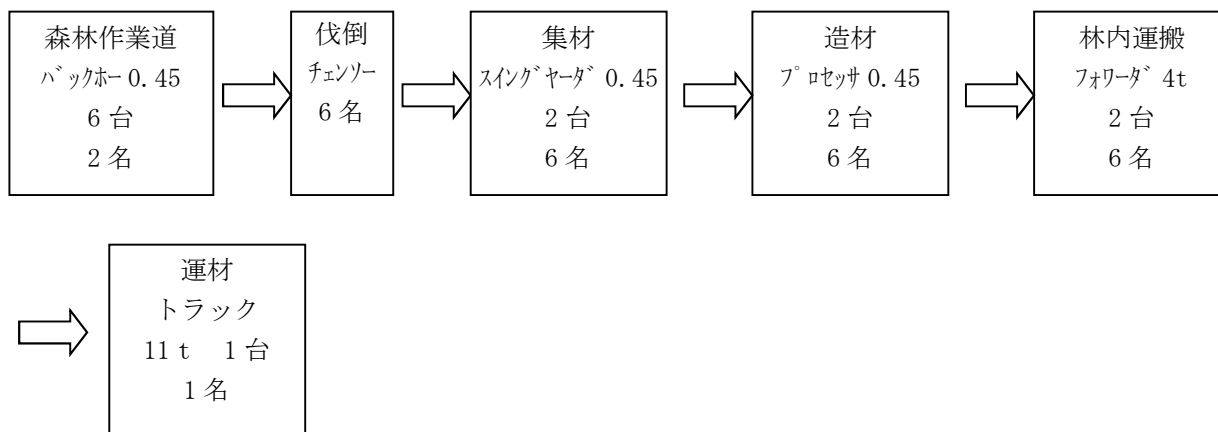 森林作業道
ﾊﾞｯｸﾎｰ 0.45
6 台
2 名
伐倒
ﾁｪﾝｿｰ
6 名
集材
ｽｲﾝｸﾞﾔｰﾀﾞ 0.45
2 台
6 名
造材
ﾌﾟﾛｾｯｻ 0.45
2 台
6 名
林内運搬
ﾌｫﾜｰﾀﾞ 4t
2 台
6 名
運材
トラック
11 t　1 台
1 名